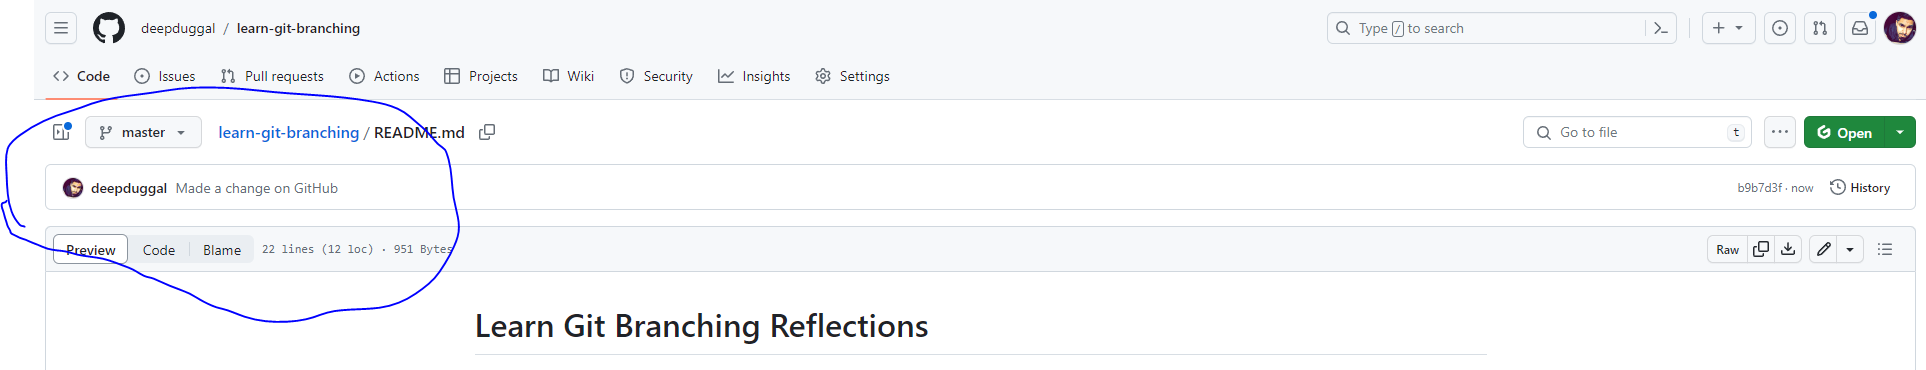 deepduggal / learn-git-branching
Type / to search
Code Issues Pull requests Actions Projects Wiki Security Insights Settings
master learn-git-branching / README.md
Go to file t
Open
deepduggal Made a change on GitHub
b9b7d3f · now History
Preview Code Blame 22 lines (12 loc) · 951 Bytes
Raw
Learn Git Branching Reflections